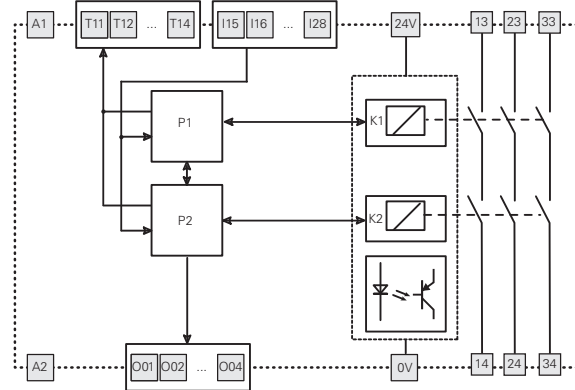 A1 T11 T12 ... T14 I15 I16 ... I28 24V 13 23 33
P1 K1
P2 K2
A2 O01 O02 ... O04 0V 14 24 34